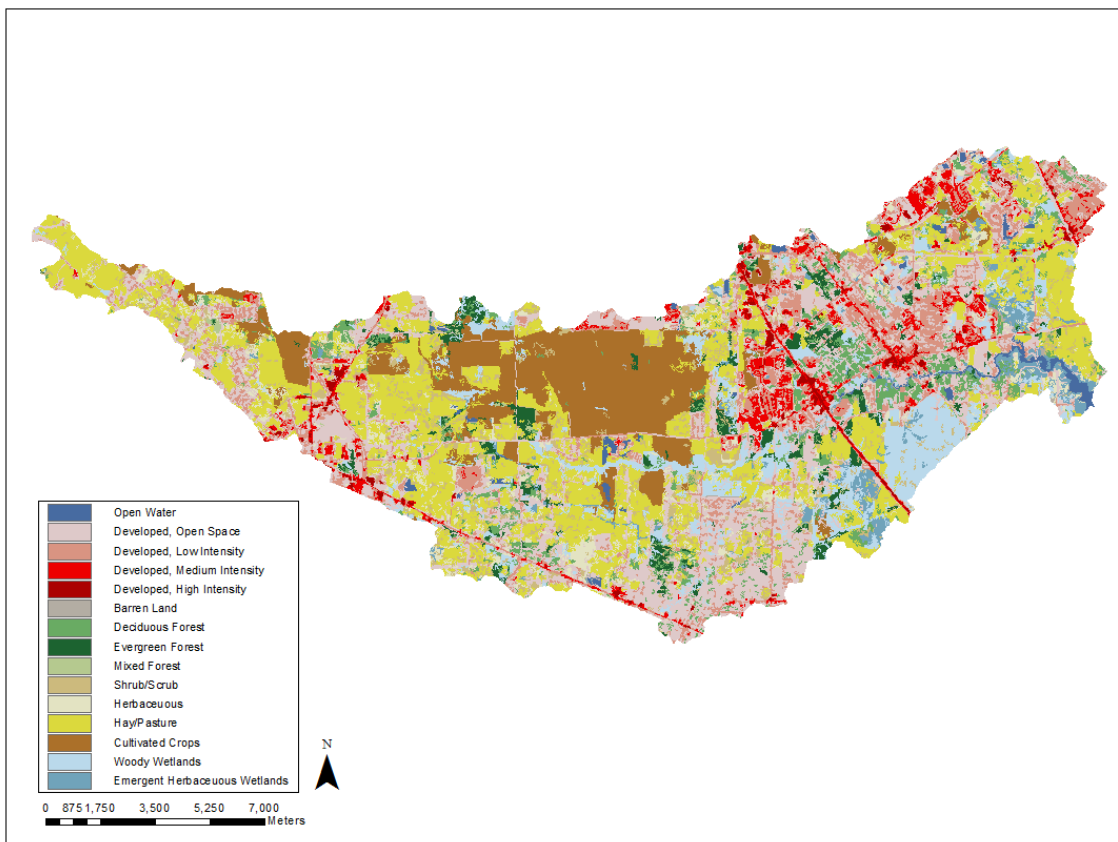 Open Water
Developed, Open Space
Developed, Low Intensity
Developed, Medium Intensity
Developed, High Intensity
Barren Land
Deciduous Forest
Evergreen Forest
Mixed Forest
Shrub/Scrub
Herbaceuous
Hay/Pasture
Cultivated Crops
Woody Wetlands
Emergent Herbaceuous Wetlands
N
0 875 1,750 3,500 5,250 7,000
Meters